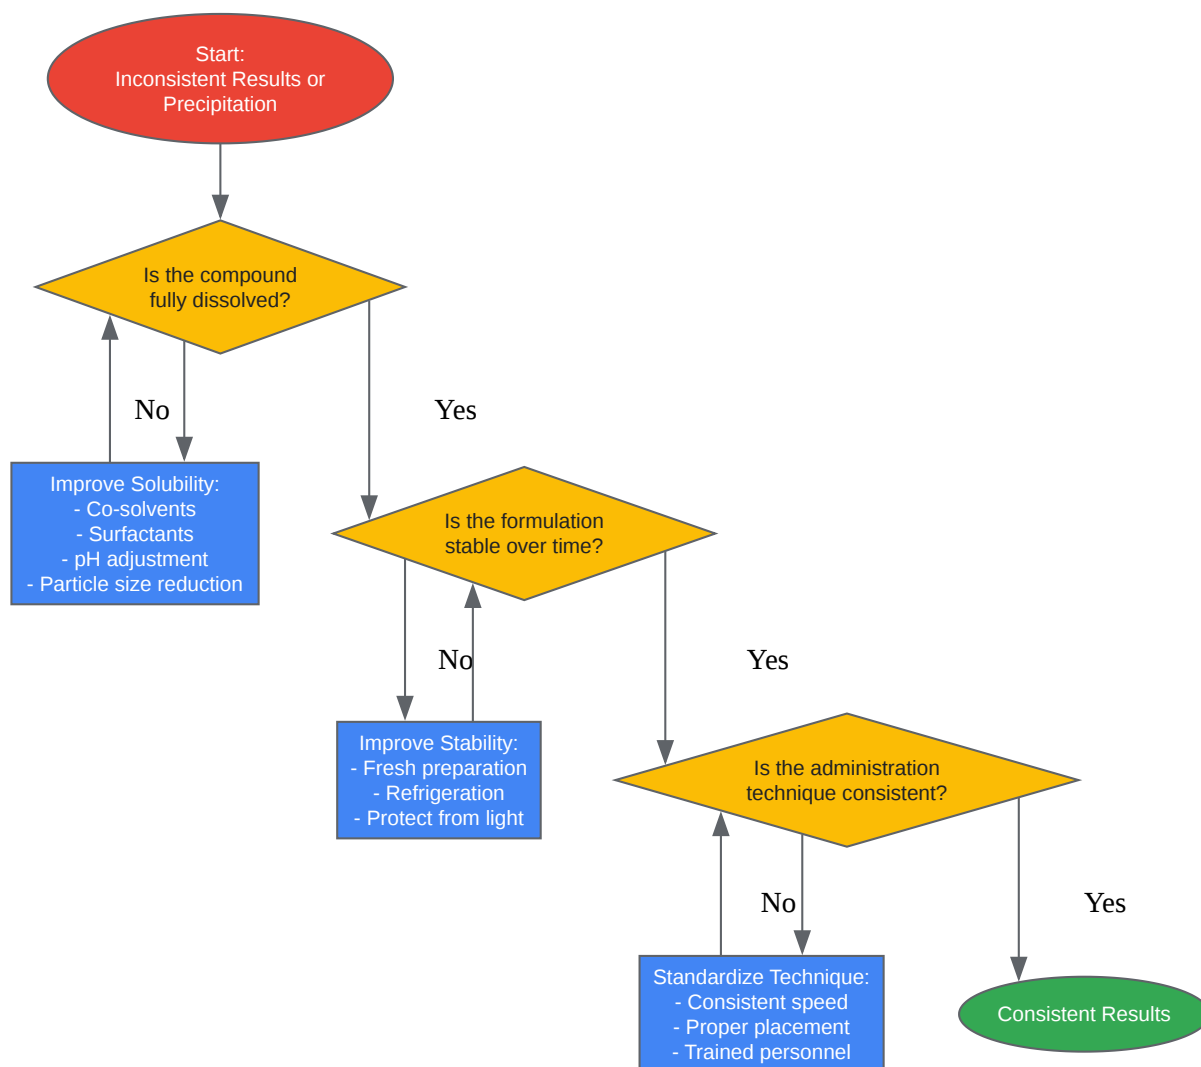 Start:
Inconsistent Results or
Precipitation
Is the compound
fully dissolved?
No
Yes
Improve Solubility:
- Co-solvents
- Surfactants
- pH adjustment
- Particle size reduction
Is the formulation
stable over time?
No
Yes
Improve Stability:
- Fresh preparation
- Refrigeration
- Protect from light
Is the administration
technique consistent?
No
Yes
Standardize Technique:
- Consistent speed
- Proper placement
- Trained personnel
Consistent Results